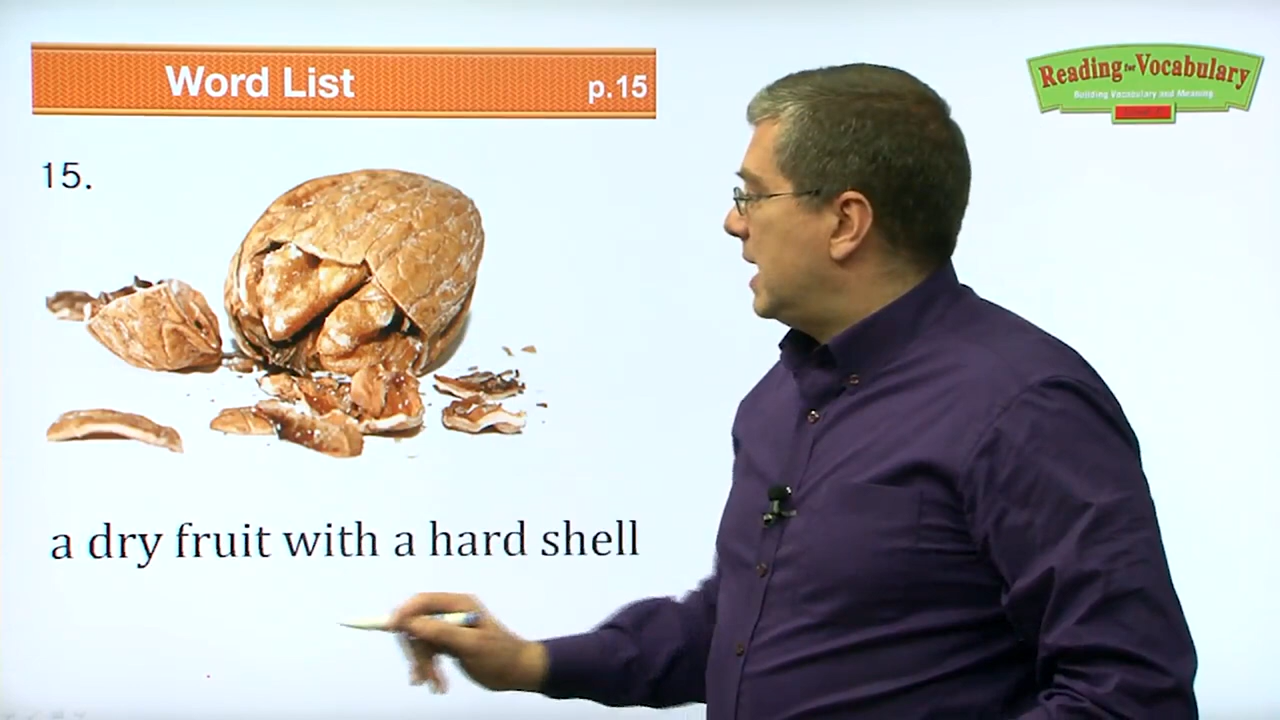 Word List p.15
Reading for Vocabulary
Building Vocabulary and Meaning
15.
a dry fruit with a hard shell